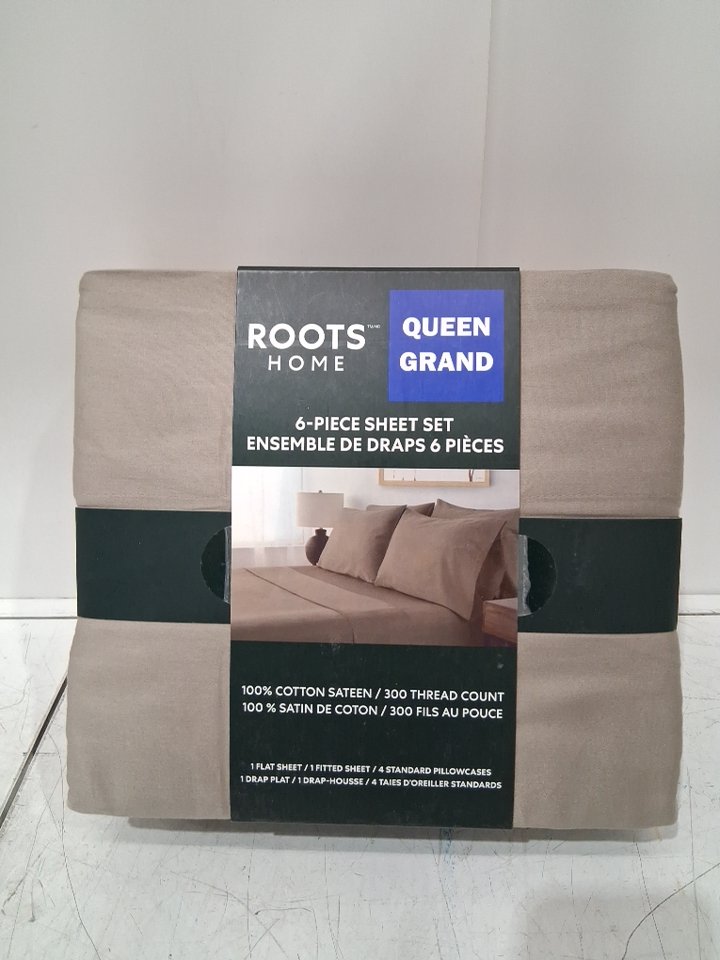 ROOTS
HOME
QUEEN
GRAND
6-PIECE SHEET SET
ENSEMBLE DE DRAPS 6 PIÈCES
100% COTTON SATEEN / 300 THREAD COUNT
100 % SATIN DE COTON / 300 FILS AU POUCE
1 FLAT SHEET / 1 FITTED SHEET / 4 STANDARD PILLOWCASES
1 DRAP PLAT / 1 DRAP-HOUSSE / 4 TAIES D'OREILLER STANDARDS